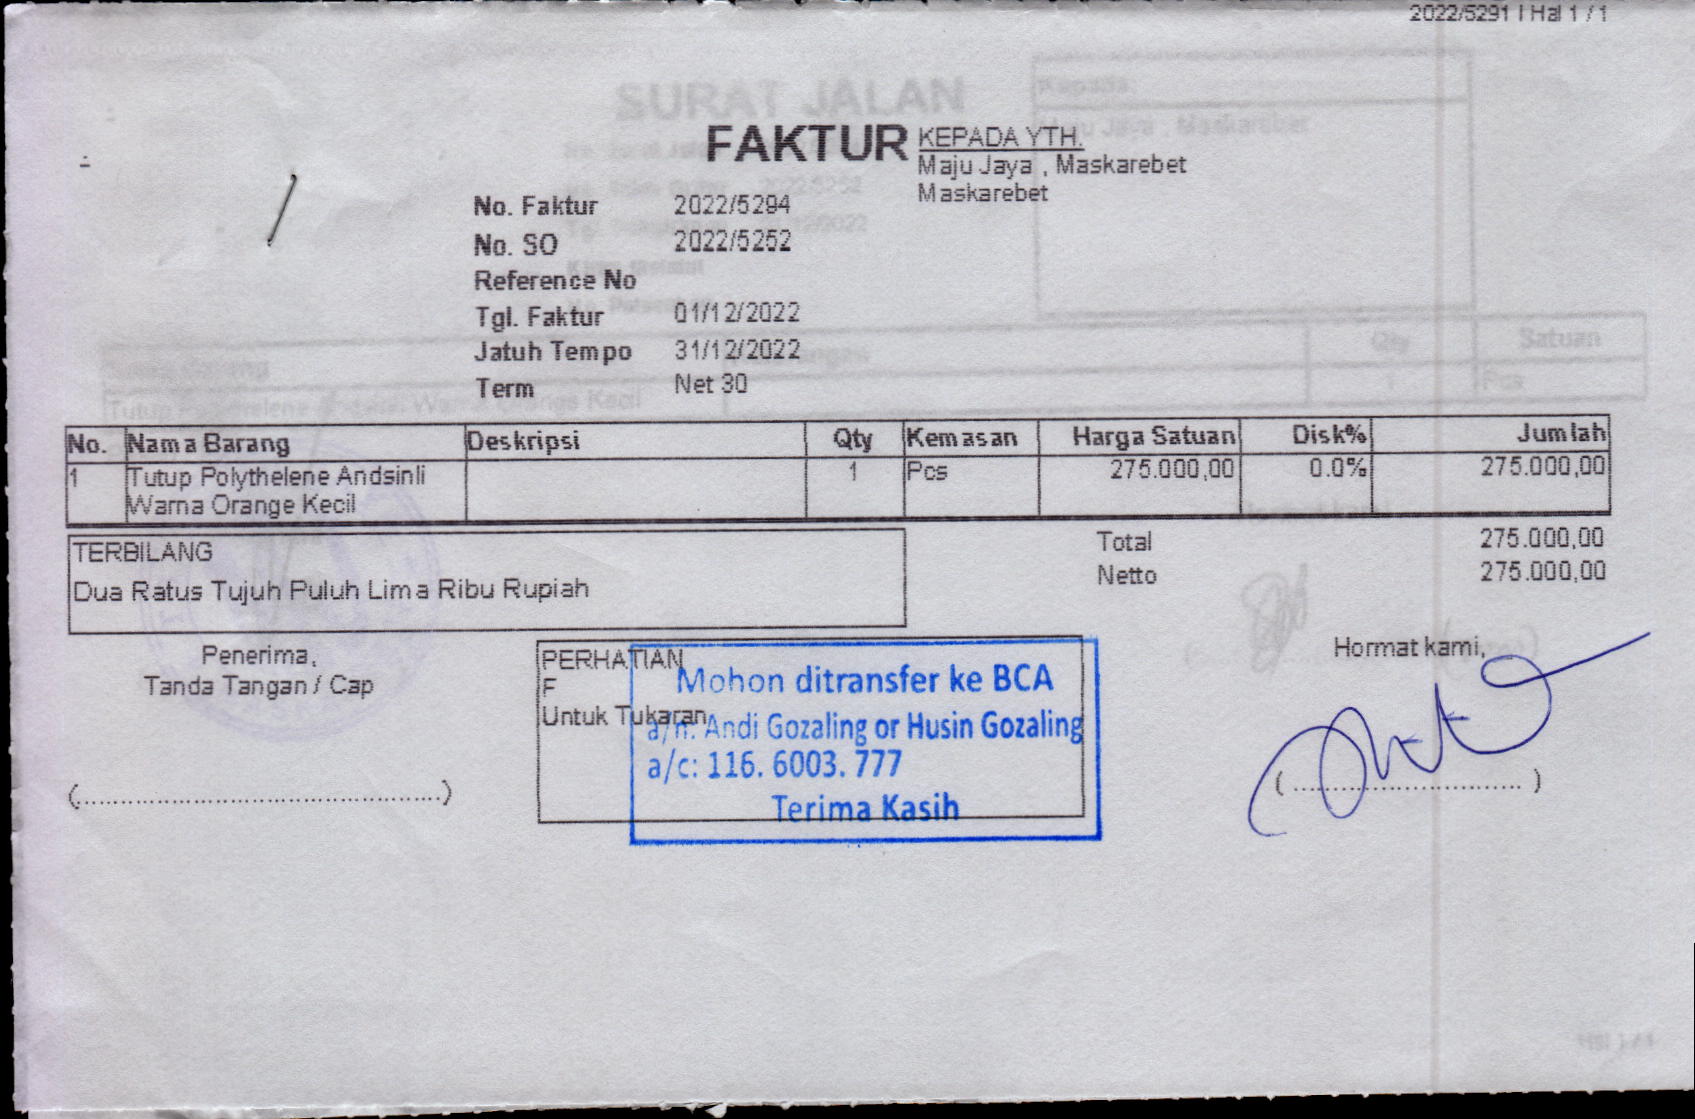 2022/5291 | Hal 1 / 1
SURAT JALAN
FAKTUR
KEPADA YTH.
Maju Jaya , Maskarebet
Maskarebet
No. Faktur 2022/5294
No. SO 2022/5252
Reference No
Tgl. Faktur 01/12/2022
Jatuh Tempo 31/12/2022
Term Net 30
Qty Satuan
No. Nama Barang Deskripsi Qty Kemasan Harga Satuan Disk% Jumlah
1 Tutup Polythelene Andsinli 1 Pcs 275.000,00 0.0% 275.000,00
Warna Orange Kecil
TERBILANG
Dua Ratus Tujuh Puluh Lima Ribu Rupiah
Total 275.000,00
Netto 275.000,00
Penerima,
Tanda Tangan / Cap
(................................................)
PERHATIAN
F
Untuk Tukaran
Mohon ditransfer ke BCA
a/n: Andi Gozaling or Husin Gozaling
a/c: 116. 6003. 777
Terima Kasih
Hormat kami,
(..............................)